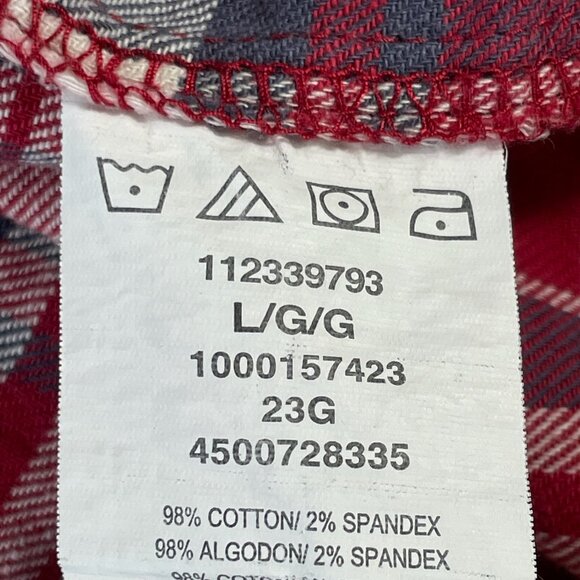 112339793
L/G/G
1000157423
23G
4500728335
98% COTTON/ 2% SPANDEX
98% ALGODON/ 2% SPANDEX